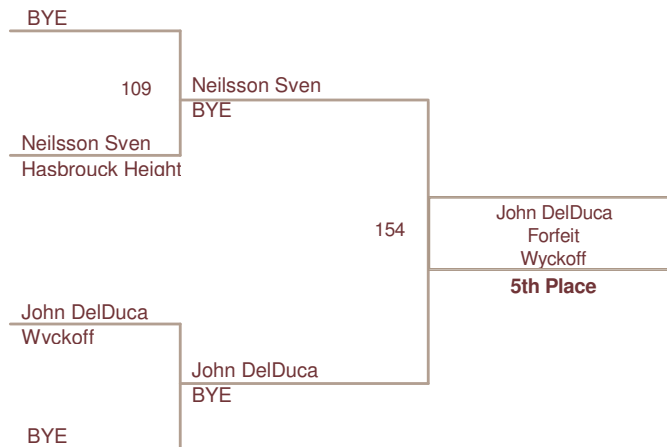 BYE
109
Neilsson Sven
BYE
Neilsson Sven
Hasbrouck Height
154
John DelDuca
Forfeit
Wyckoff
5th Place
John DelDuca
Wyckoff
John DelDuca
BYE
BYE